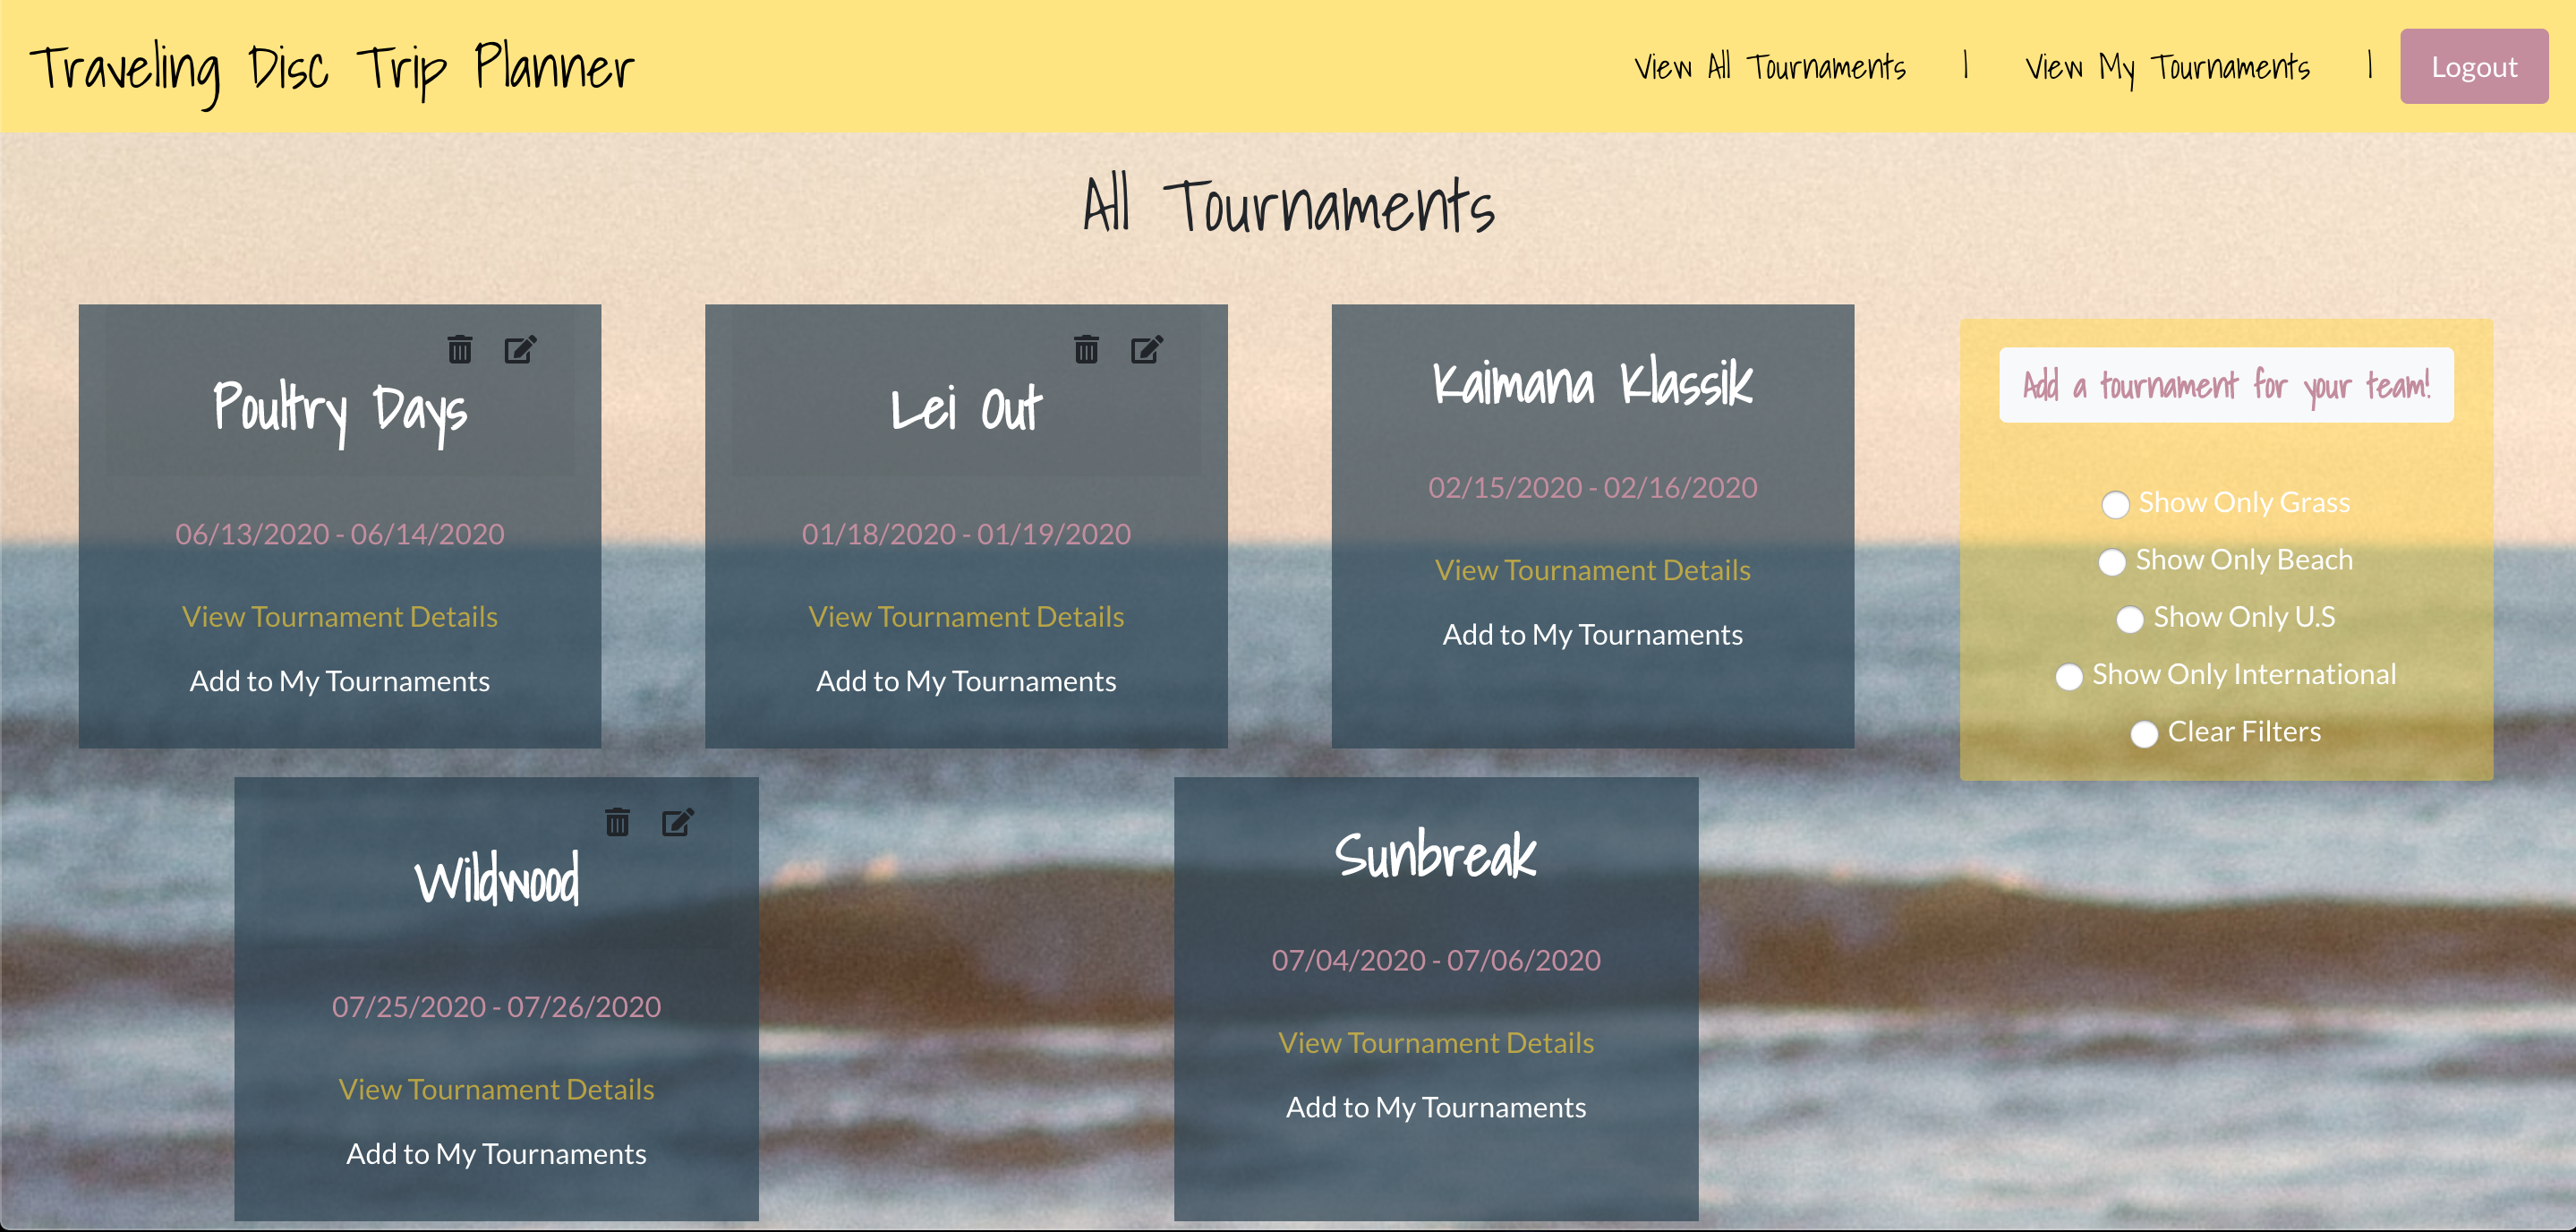 Traveling Disc Trip Planner
View All Tournaments | View My Tournaments | Logout
All Tournaments
Poultry Days
06/13/2020 - 06/14/2020
View Tournament Details
Add to My Tournaments
Lei Out
01/18/2020 - 01/19/2020
View Tournament Details
Add to My Tournaments
Kaimana Klassik
02/15/2020 - 02/16/2020
View Tournament Details
Add to My Tournaments
Add a tournament for your team!
Show Only Grass
Show Only Beach
Show Only U.S
Show Only International
Clear Filters
Wildwood
07/25/2020 - 07/26/2020
View Tournament Details
Add to My Tournaments
Sunbreak
07/04/2020 - 07/06/2020
View Tournament Details
Add to My Tournaments